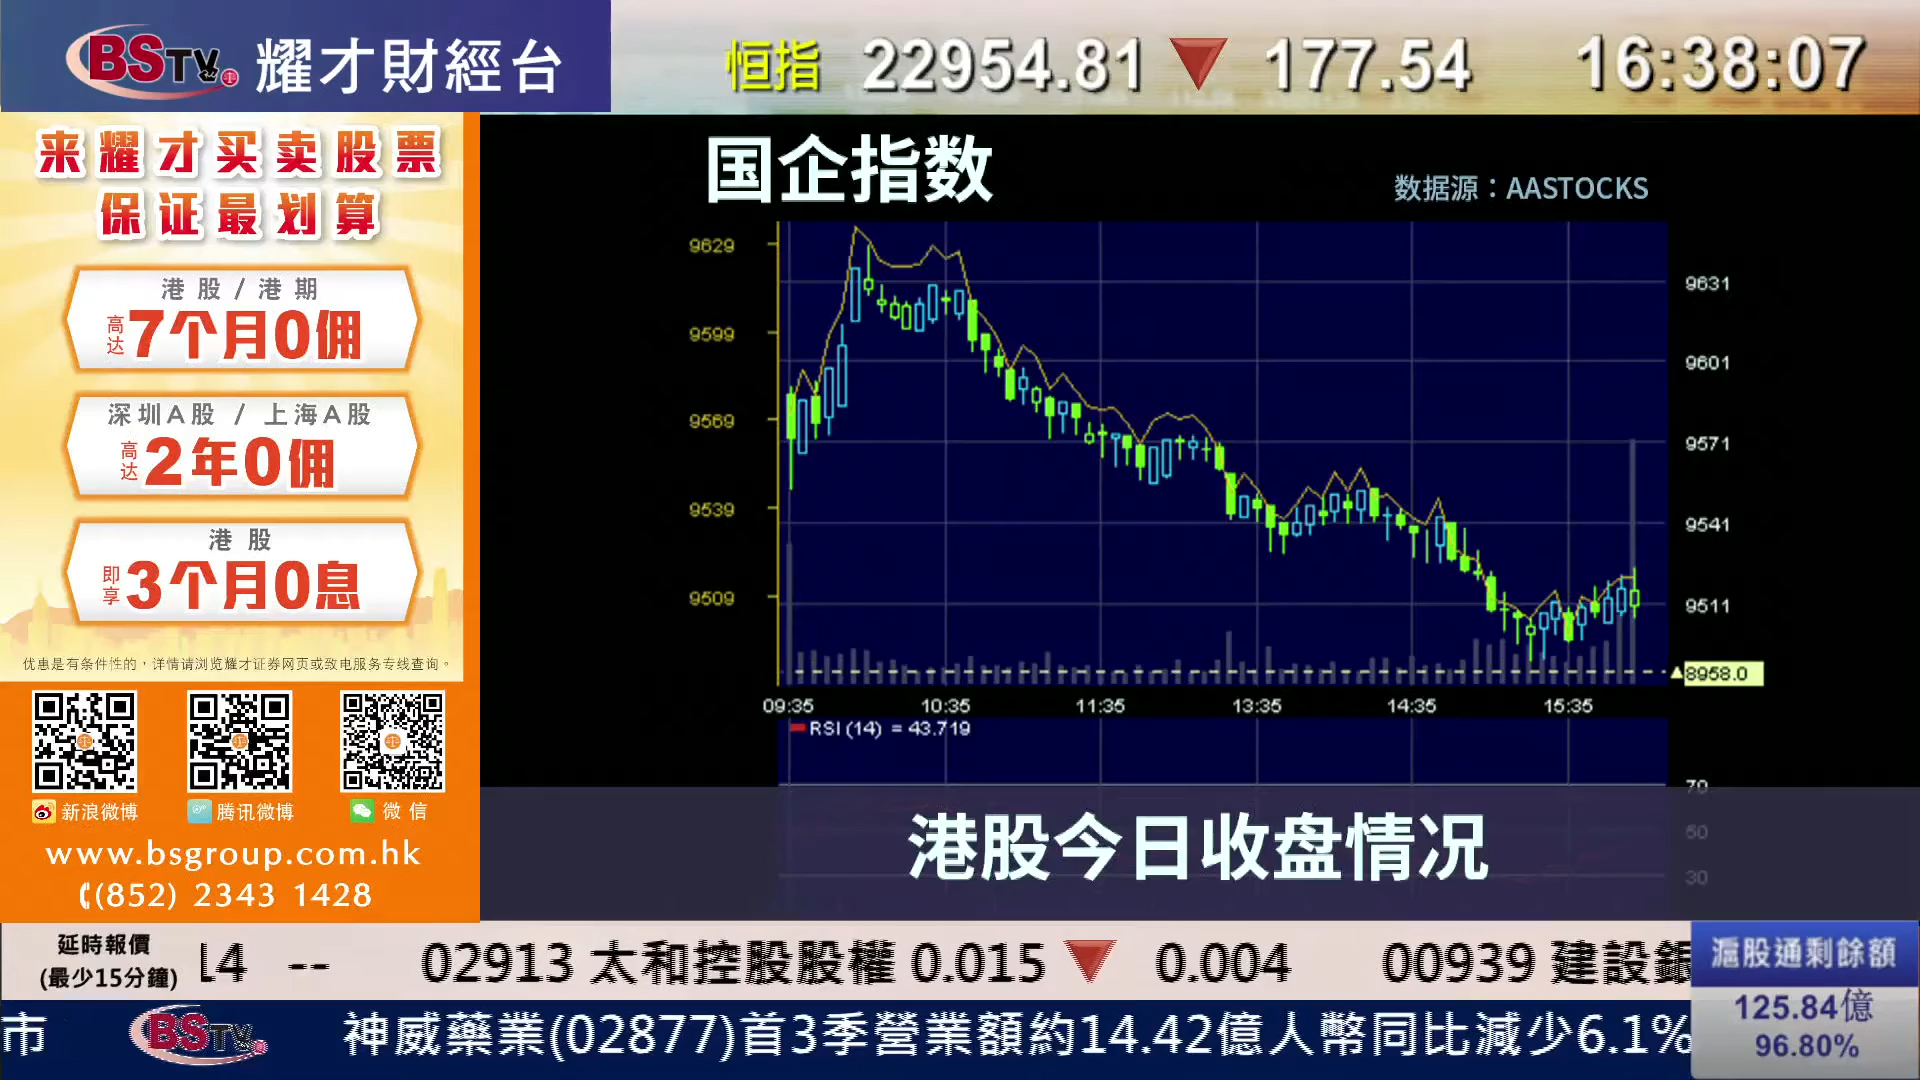 BSTV 耀才財經台
恒指 22954.81 ▼ 177.54 16:38:07
来耀才买卖股票
保证最划算
港股/港期
高达7个月0佣
深圳A股 / 上海A股
高达2年0佣
港股
即享3个月0息
优惠是有条件性的，详情请浏览耀才证券网页或致电服务专线查询。
新浪微博 腾讯微博 微信
www.bsgroup.com.hk
(852) 2343 1428
国企指数
数据源：AASTOCKS
9629
9631
9599
9601
9569
9571
9539
9541
9509
9511
8958.0
09:35 10:35 11:35 13:35 14:35 15:35
RSI (14) = 43.719
70
50
30
港股今日收盘情况
延時報價
(最少15分鐘)
14 -- 02913 太和控股股權 0.015 ▼ 0.004 00939 建設銀
滬股通剩餘額
125.84億
96.80%
市 BSTV 神威藥業(02877)首3季營業額約14.42億人幣同比減少6.1%